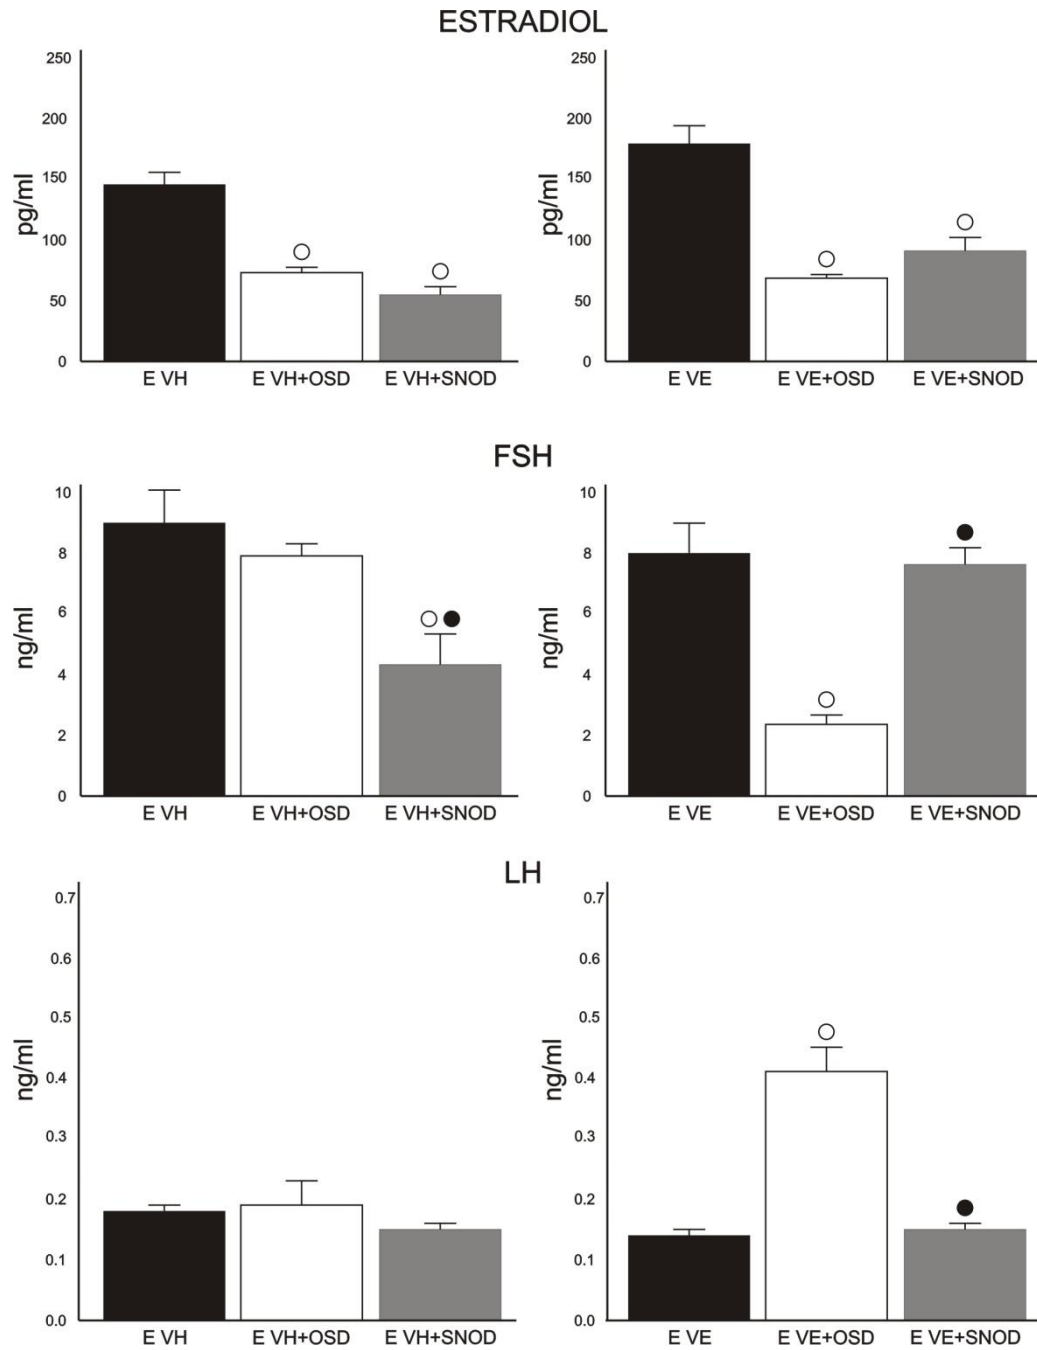 ESTRADIOL
250
200
150
100
50
0
pg/ml
E VH
E VH+OSD
E VH+SNOD
250
200
150
100
50
0
pg/ml
E VE
E VE+OSD
E VE+SNOD
FSH
10
8
6
4
2
0
ng/ml
E VH
E VH+OSD
E VH+SNOD
10
8
6
4
2
0
ng/ml
E VE
E VE+OSD
E VE+SNOD
LH
0.7
0.6
0.5
0.4
0.3
0.2
0.1
0.0
ng/ml
E VH
E VH+OSD
E VH+SNOD
0.7
0.6
0.5
0.4
0.3
0.2
0.1
0.0
ng/ml
E VE
E VE+OSD
E VE+SNOD